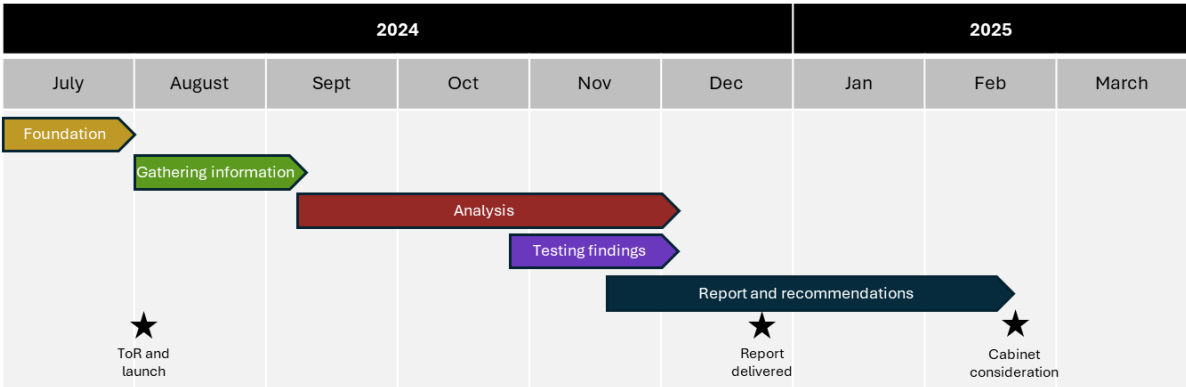 2024
2025
July
August
Sept
Oct
Nov
Dec
Jan
Feb
March
Foundation
Gathering information
Analysis
Testing findings
Report and recommendations
ToR and
launch
Report
delivered
Cabinet
consideration